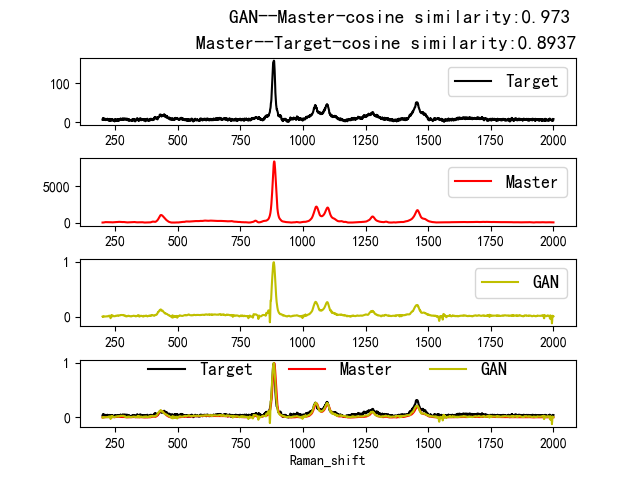 GAN--Master-cosine similarity:0.973
Master--Target-cosine similarity:0.8937
100
0
Target
250 500 750 1000 1250 1500 1750 2000
5000
0
Master
250 500 750 1000 1250 1500 1750 2000
1
0
GAN
250 500 750 1000 1250 1500 1750 2000
1
0
Target Master GAN
250 500 750 1000 1250 1500 1750 2000
Raman_shift